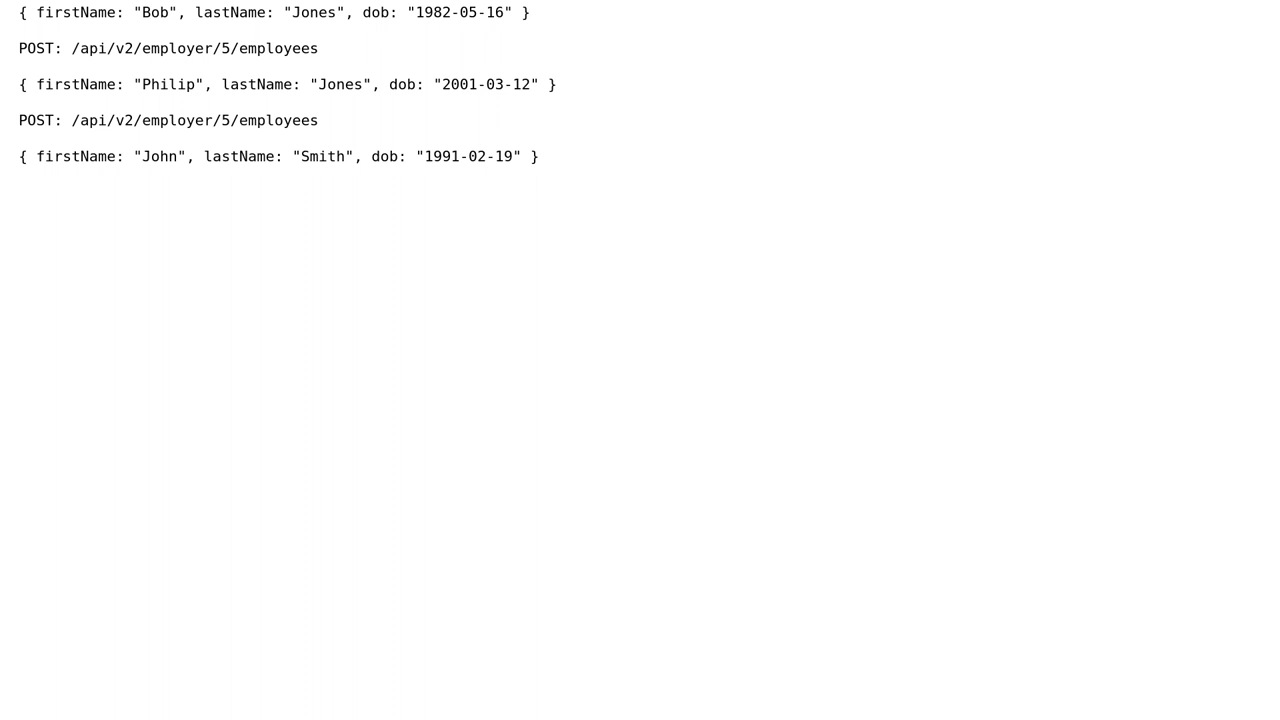 { firstName: "Bob", lastName: "Jones", dob: "1982-05-16" }
POST: /api/v2/employer/5/employees
{ firstName: "Philip", lastName: "Jones", dob: "2001-03-12" }
POST: /api/v2/employer/5/employees
{ firstName: "John", lastName: "Smith", dob: "1991-02-19" }